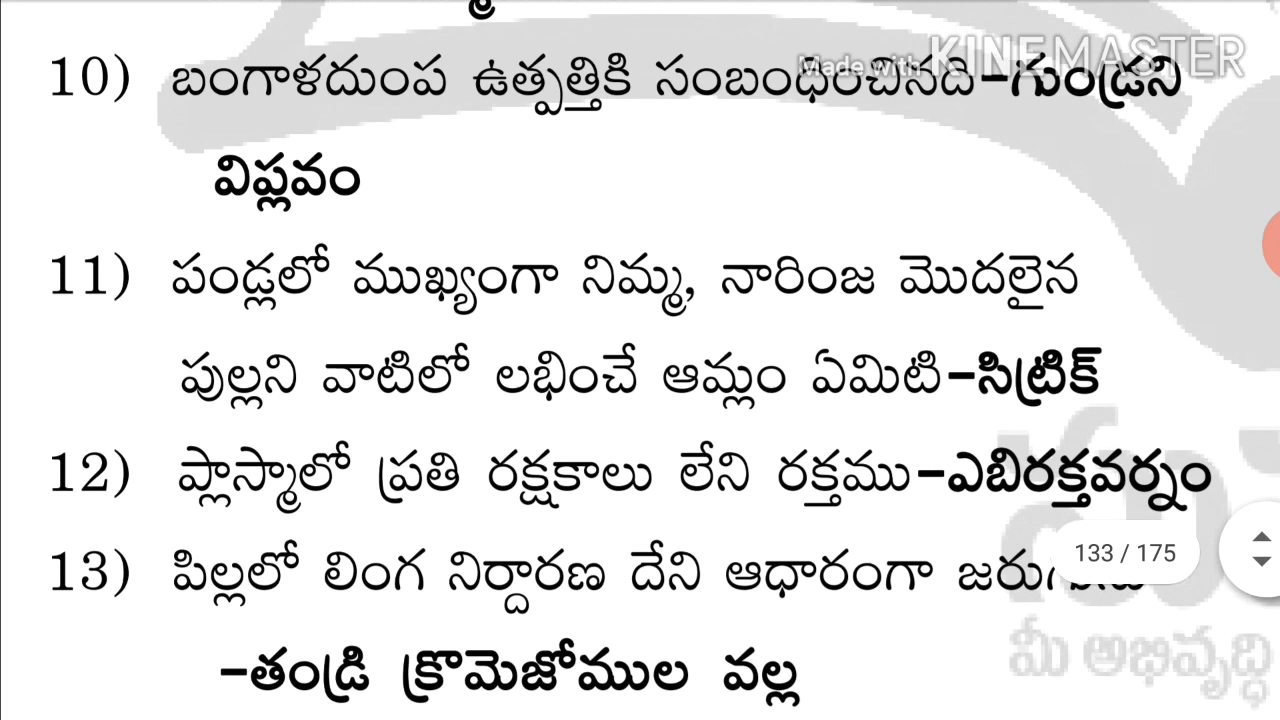 Made with KINEMASTER
10) బంగాళదుంప ఉత్పత్తికి సంబంధించినది-గుండ్రని
విప్లవం
11) పండ్లలో ముఖ్యంగా నిమ్మ, నారింజ మొదలైన
పుల్లని వాటిలో లభించే ఆమ్లం ఏమిటి-సిట్రిక్
12) ప్లాస్మాలో ప్రతి రక్షకాలు లేని రక్తము-ఎబిరక్తవర్నం
133 / 175
13) పిల్లలో లింగ నిర్దారణ దేని ఆధారంగా
మీ అభివృద్ధి
-తండ్రి క్రొమెజోముల వల్ల